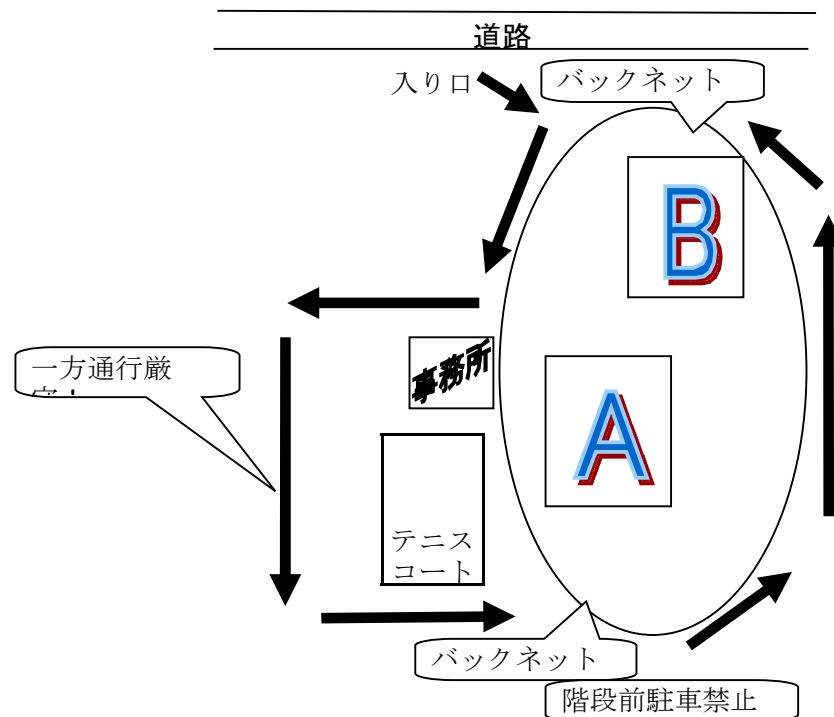 道路
入り口
バックネット
B
一方通行厳
事務所
A
テニス
コート
バックネット
階段前駐車禁止